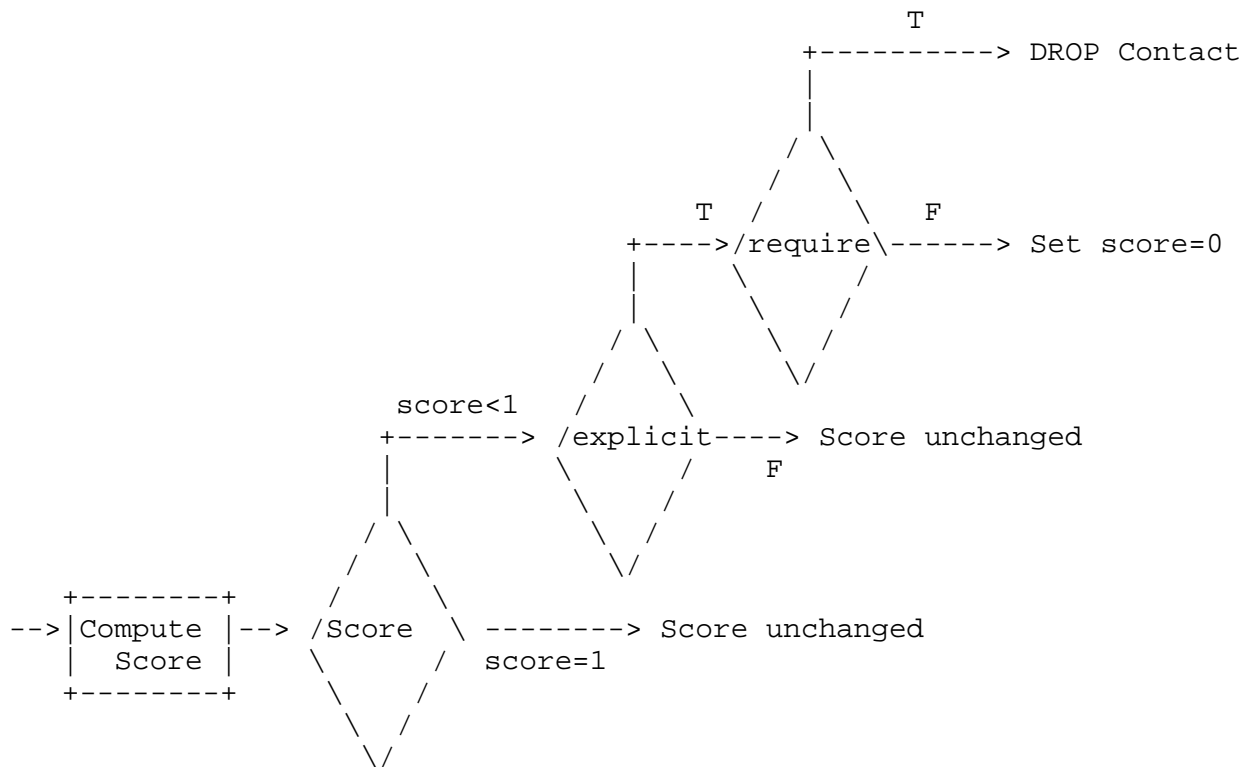 T
DROP Contact
T F
require Set score=0
score<1
explicit Score unchanged
F
Compute Score Score unchanged
Score score=1